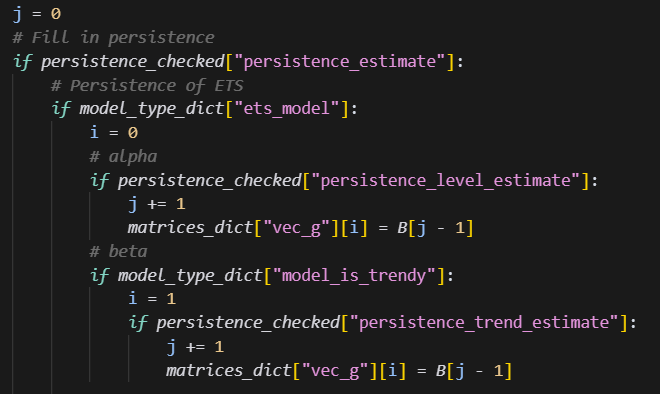 j = 0
# Fill in persistence
if persistence_checked["persistence_estimate"]:
    # Persistence of ETS
    if model_type_dict["ets_model"]:
        i = 0
        # alpha
        if persistence_checked["persistence_level_estimate"]:
            j += 1
            matrices_dict["vec_g"][i] = B[j - 1]
        # beta
        if model_type_dict["model_is_trendy"]:
            i = 1
            if persistence_checked["persistence_trend_estimate"]:
                j += 1
                matrices_dict["vec_g"][i] = B[j - 1]